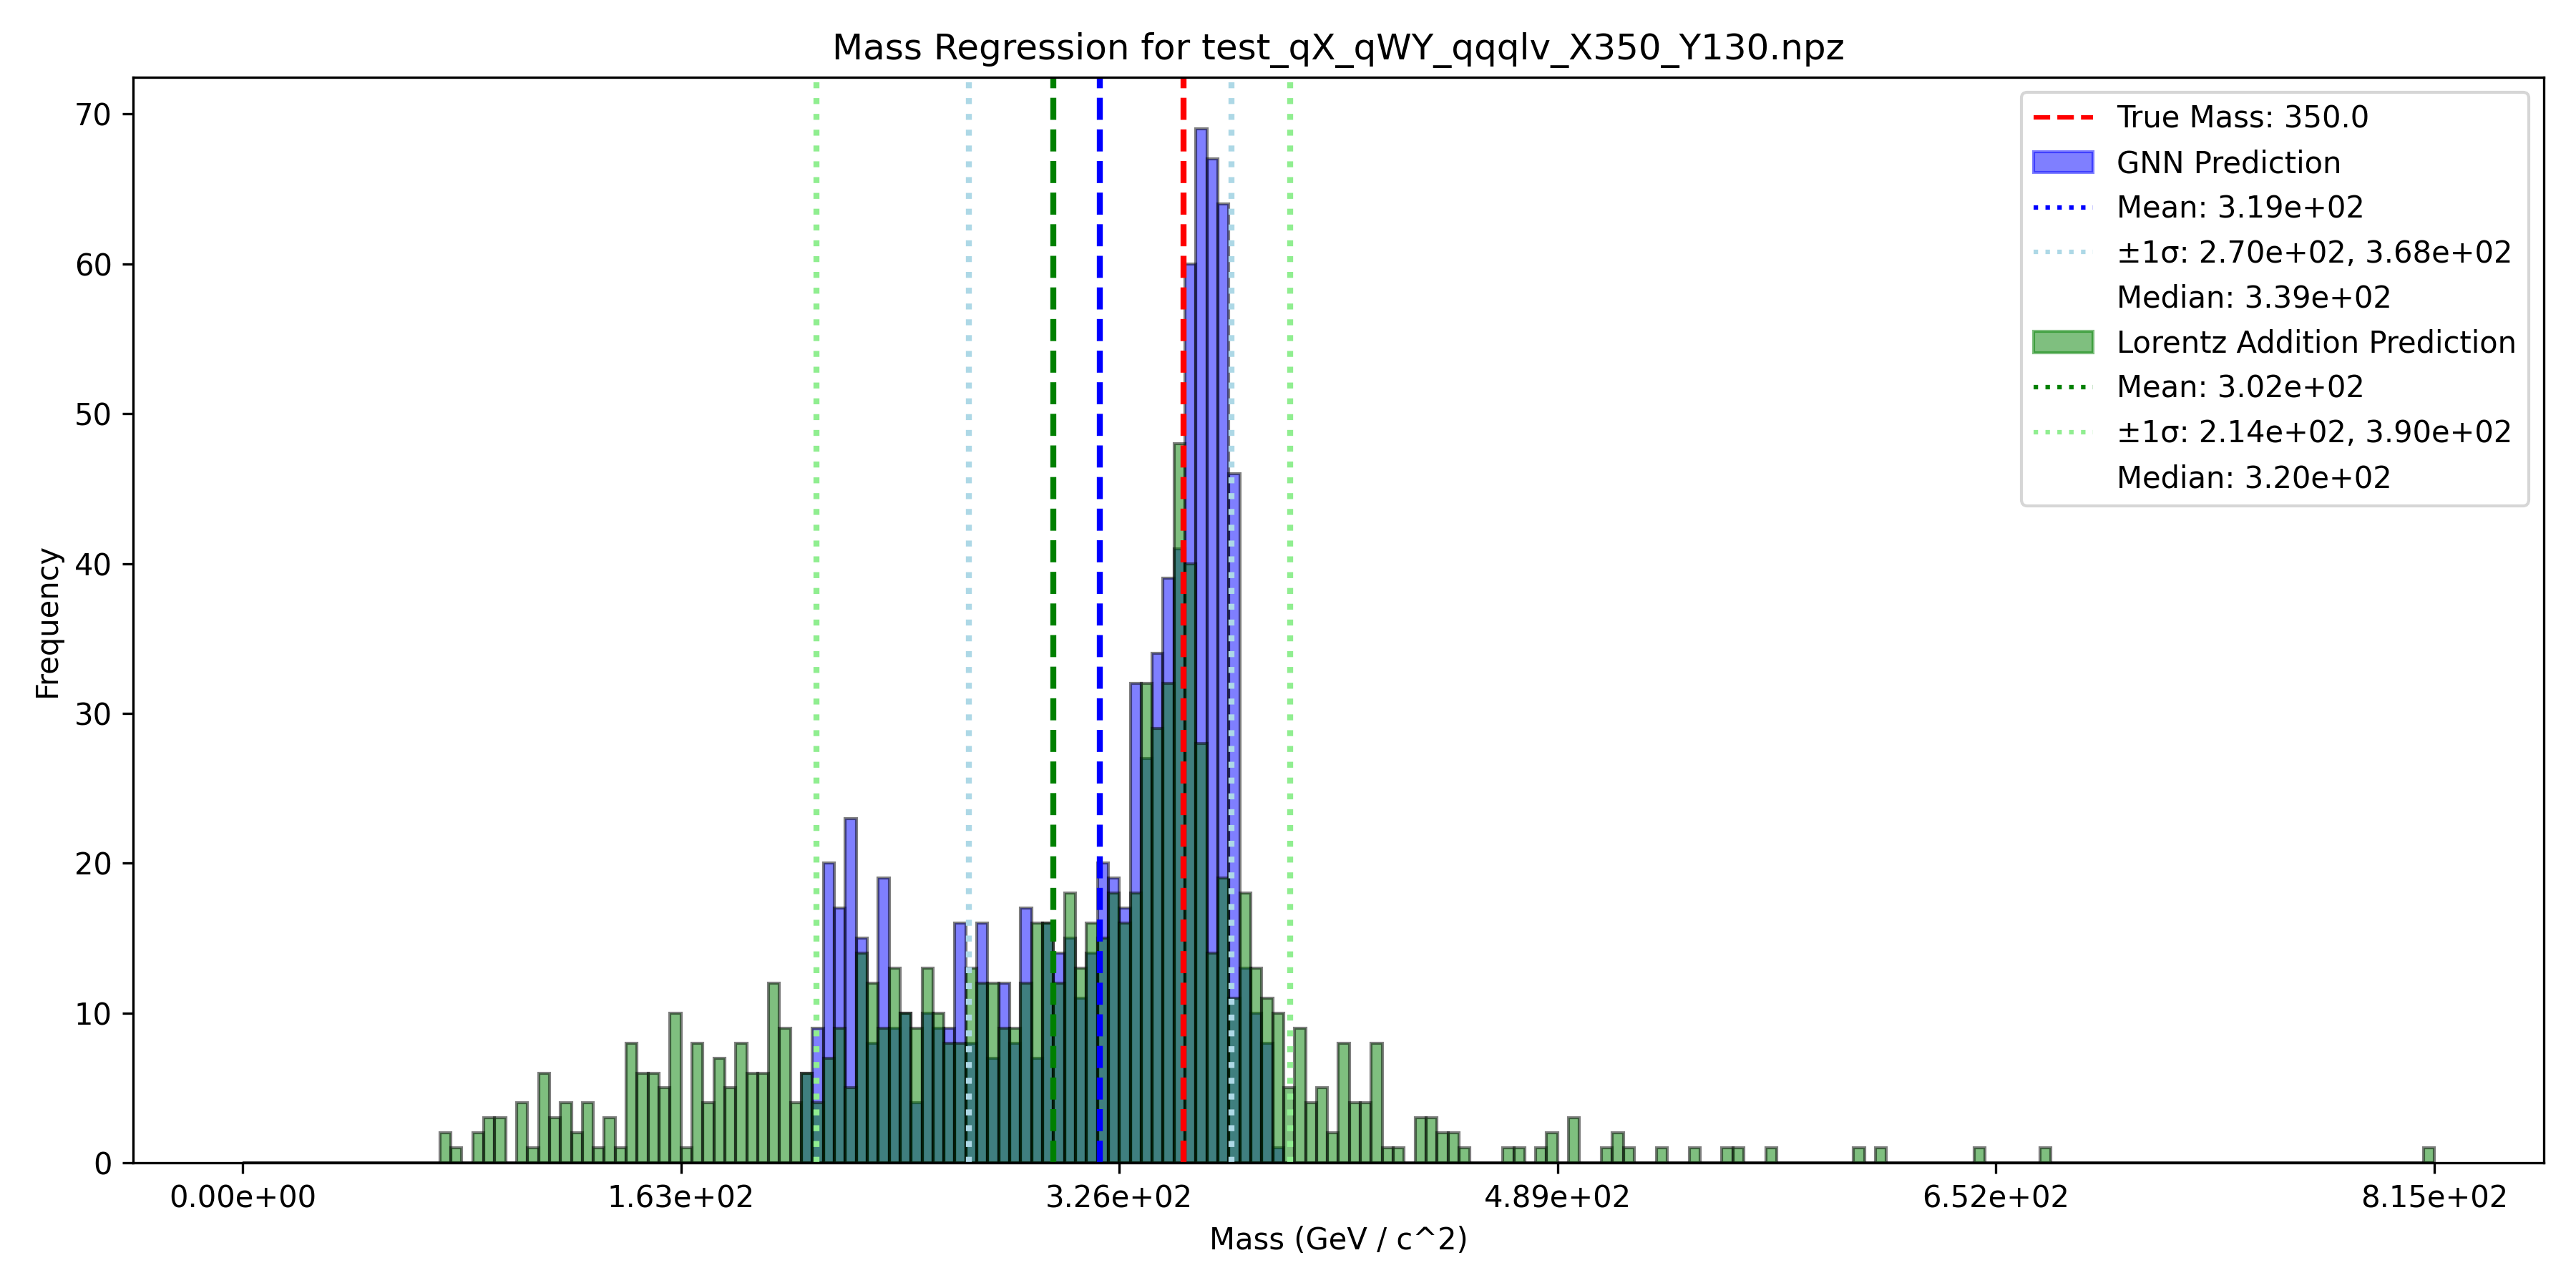 Mass Regression for test_qX_qWY_qqqlv_X350_Y130.npz
True Mass: 350.0
GNN Prediction
Mean: 3.19e+02
±1σ: 2.70e+02, 3.68e+02
Median: 3.39e+02
Lorentz Addition Prediction
Mean: 3.02e+02
±1σ: 2.14e+02, 3.90e+02
Median: 3.20e+02
Frequency
70
60
50
40
30
20
10
0
0.00e+00
1.63e+02
3.26e+02
4.89e+02
6.52e+02
8.15e+02
Mass (GeV / c^2)